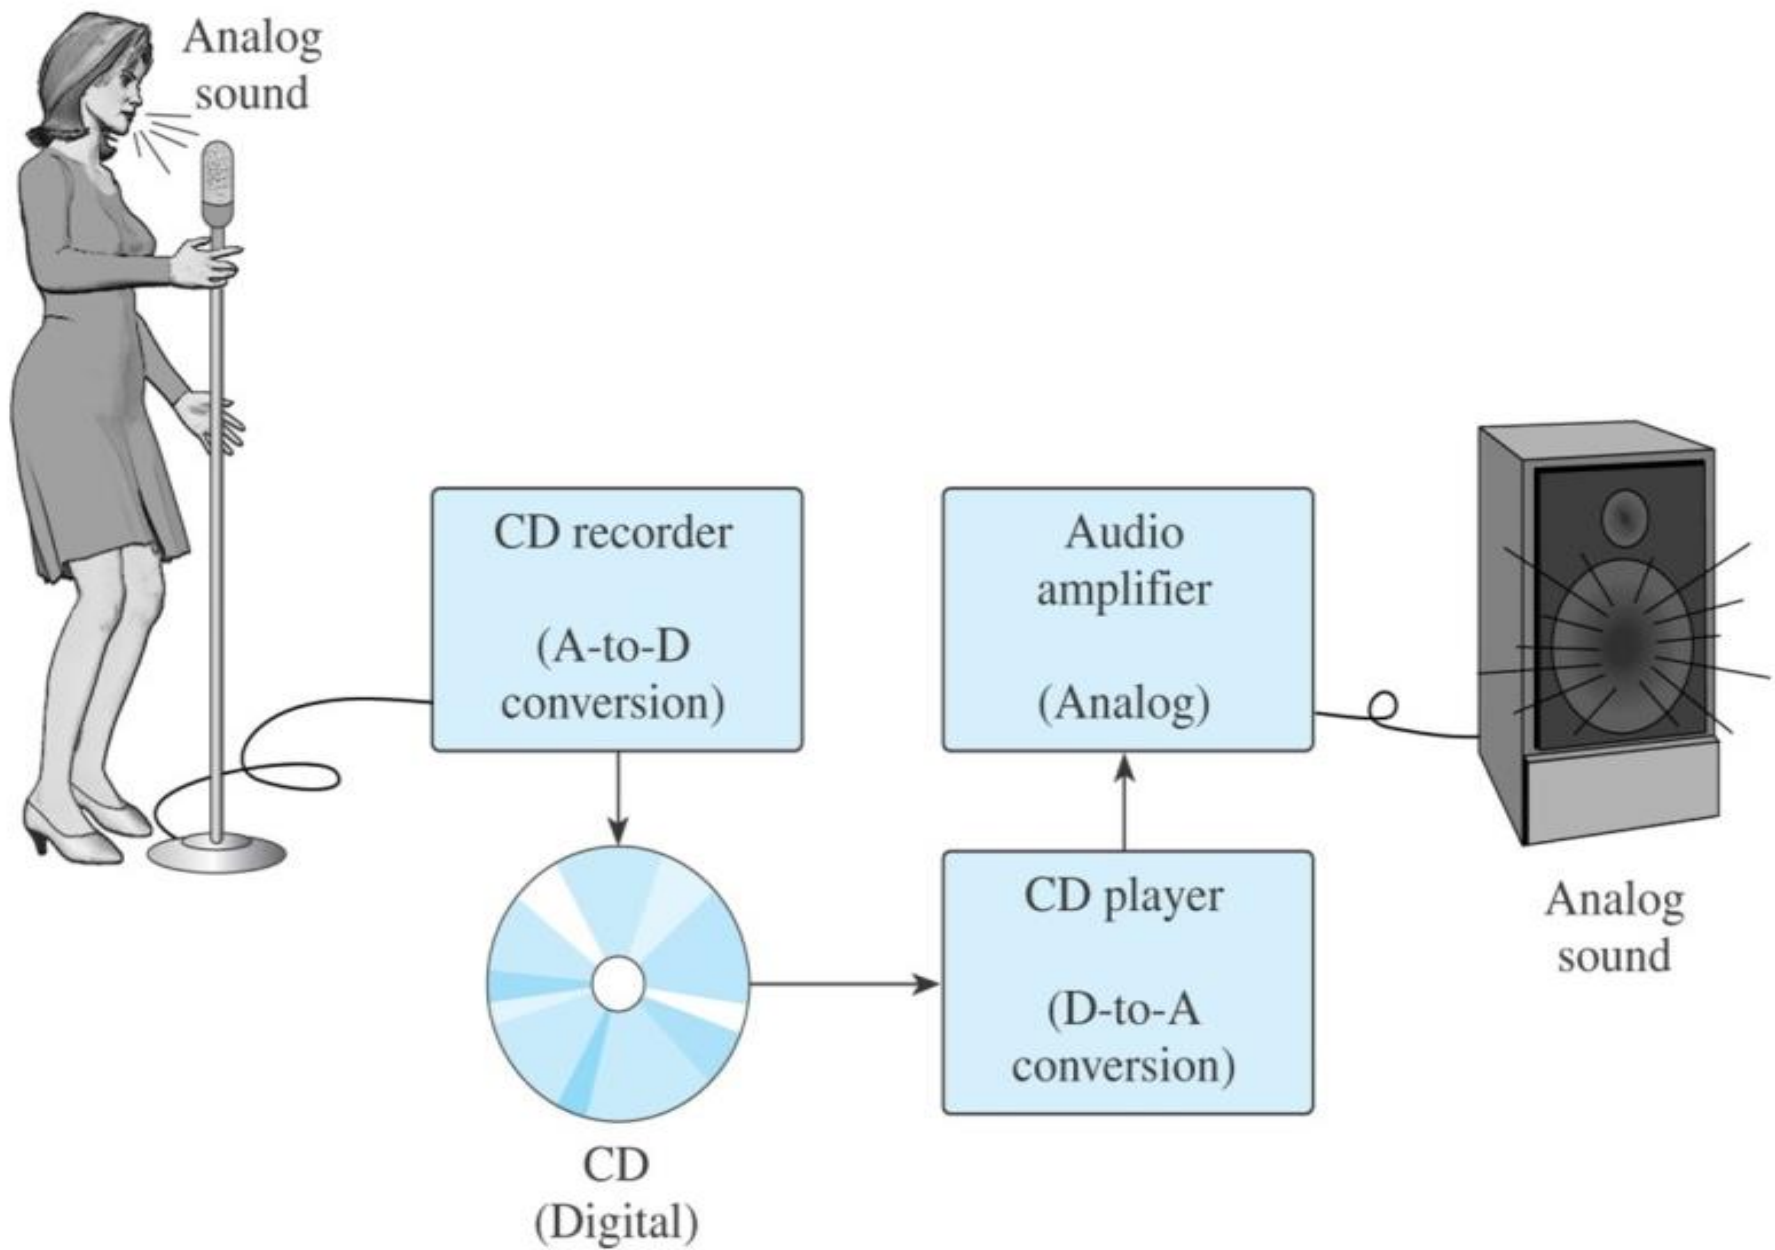 Analog
sound
CD recorder
(A-to-D
conversion)
CD
(Digital)
Audio
amplifier
(Analog)
CD player
(D-to-A
conversion)
Analog
sound